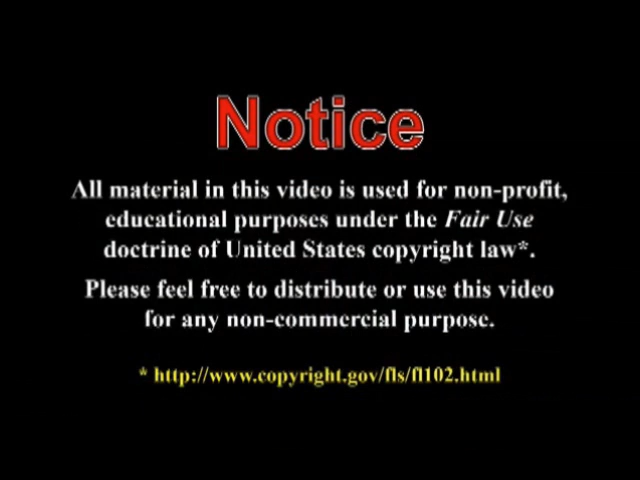 Notice
All material in this video is used for non-profit,
educational purposes under the Fair Use
doctrine of United States copyright law*.
Please feel free to distribute or use this video
for any non-commercial purpose.
* http://www.copyright.gov/fls/fl102.html